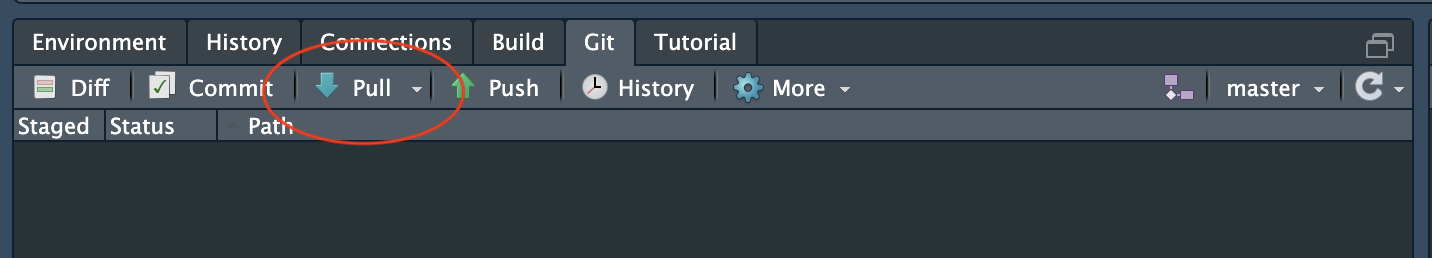 Environment History Connections Build Git Tutorial
Diff Commit Pull Push History More master
Staged Status Path